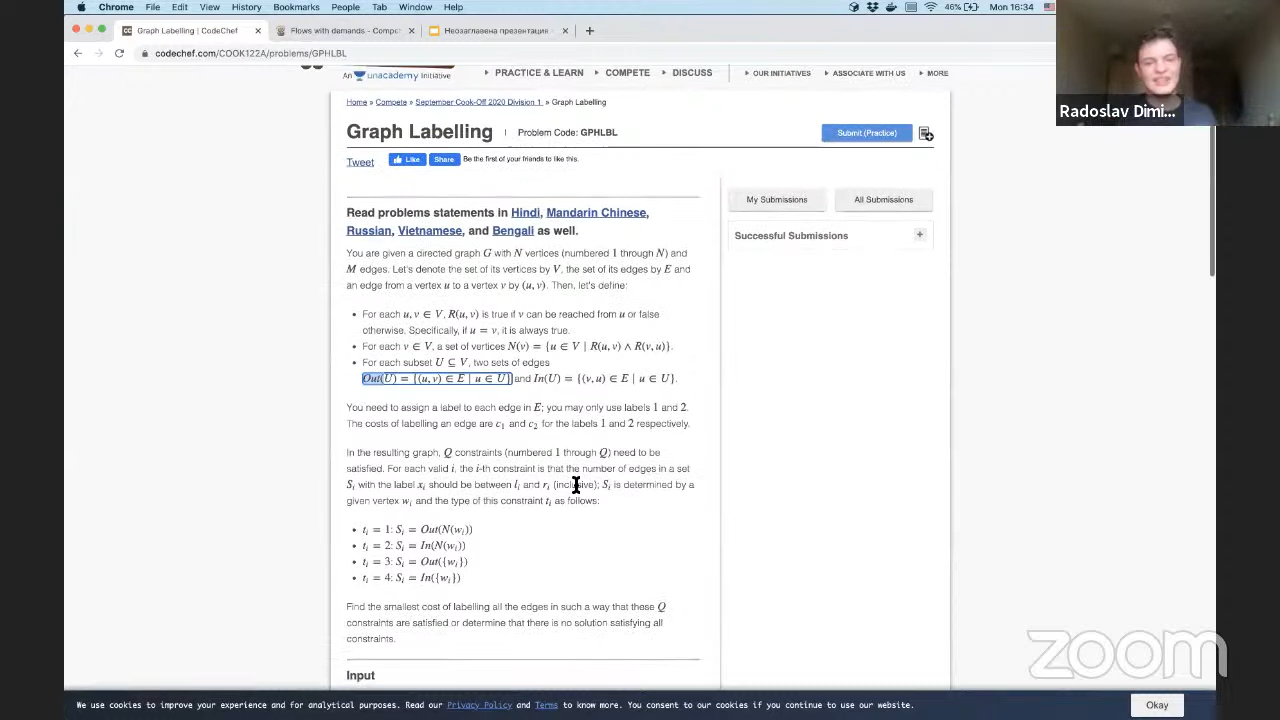 Chrome File Edit View History Bookmarks People Tab Window Help
46% Mon 16:34
Graph Labelling | CodeChef
Flows with demands - Compet
Неозаглавена презентация -
codechef.com/COOK122A/problems/GPHLBL
An unacademy Initiative
PRACTICE & LEARN
COMPETE
DISCUSS
OUR INITIATIVES
ASSOCIATE WITH US
MORE
Radoslav Dimi...
Home » Compete » September Cook-Off 2020 Division 1 » Graph Labelling
Graph Labelling | Problem Code: GPHLBL
Submit (Practice)
Tweet
Like
Share
Be the first of your friends to like this.
My Submissions
All Submissions
Successful Submissions +
Read problems statements in Hindi, Mandarin Chinese,
Russian, Vietnamese, and Bengali as well.
You are given a directed graph G with N vertices (numbered 1 through N) and
M edges. Let's denote the set of its vertices by V, the set of its edges by E and
an edge from a vertex u to a vertex v by (u, v). Then, let's define:
• For each u, v ∈ V, R(u, v) is true if v can be reached from u or false
otherwise. Specifically, if u = v, it is always true.
• For each v ∈ V, a set of vertices N(v) = {u ∈ V | R(u, v) ∧ R(v, u)}.
• For each subset U ⊆ V, two sets of edges
Out(U) = {(u, v) ∈ E | u ∈ U} and In(U) = {(v, u) ∈ E | u ∈ U}.
You need to assign a label to each edge in E; you may only use labels 1 and 2.
The costs of labelling an edge are c₁ and c₂ for the labels 1 and 2 respectively.
In the resulting graph, Q constraints (numbered 1 through Q) need to be
satisfied. For each valid i, the i-th constraint is that the number of edges in a set
Sᵢ with the label xᵢ should be between lᵢ and rᵢ (inclusive); Sᵢ is determined by a
given vertex wᵢ and the type of this constraint tᵢ as follows:
• tᵢ = 1: Sᵢ = Out(N(wᵢ))
• tᵢ = 2: Sᵢ = In(N(wᵢ))
• tᵢ = 3: Sᵢ = Out({wᵢ})
• tᵢ = 4: Sᵢ = In({wᵢ})
Find the smallest cost of labelling all the edges in such a way that these Q
constraints are satisfied or determine that there is no solution satisfying all
constraints.
Input
zoom
We use cookies to improve your experience and for analytical purposes. Read our Privacy Policy and Terms to know more. You consent to our cookies if you continue to use our website.
Okay